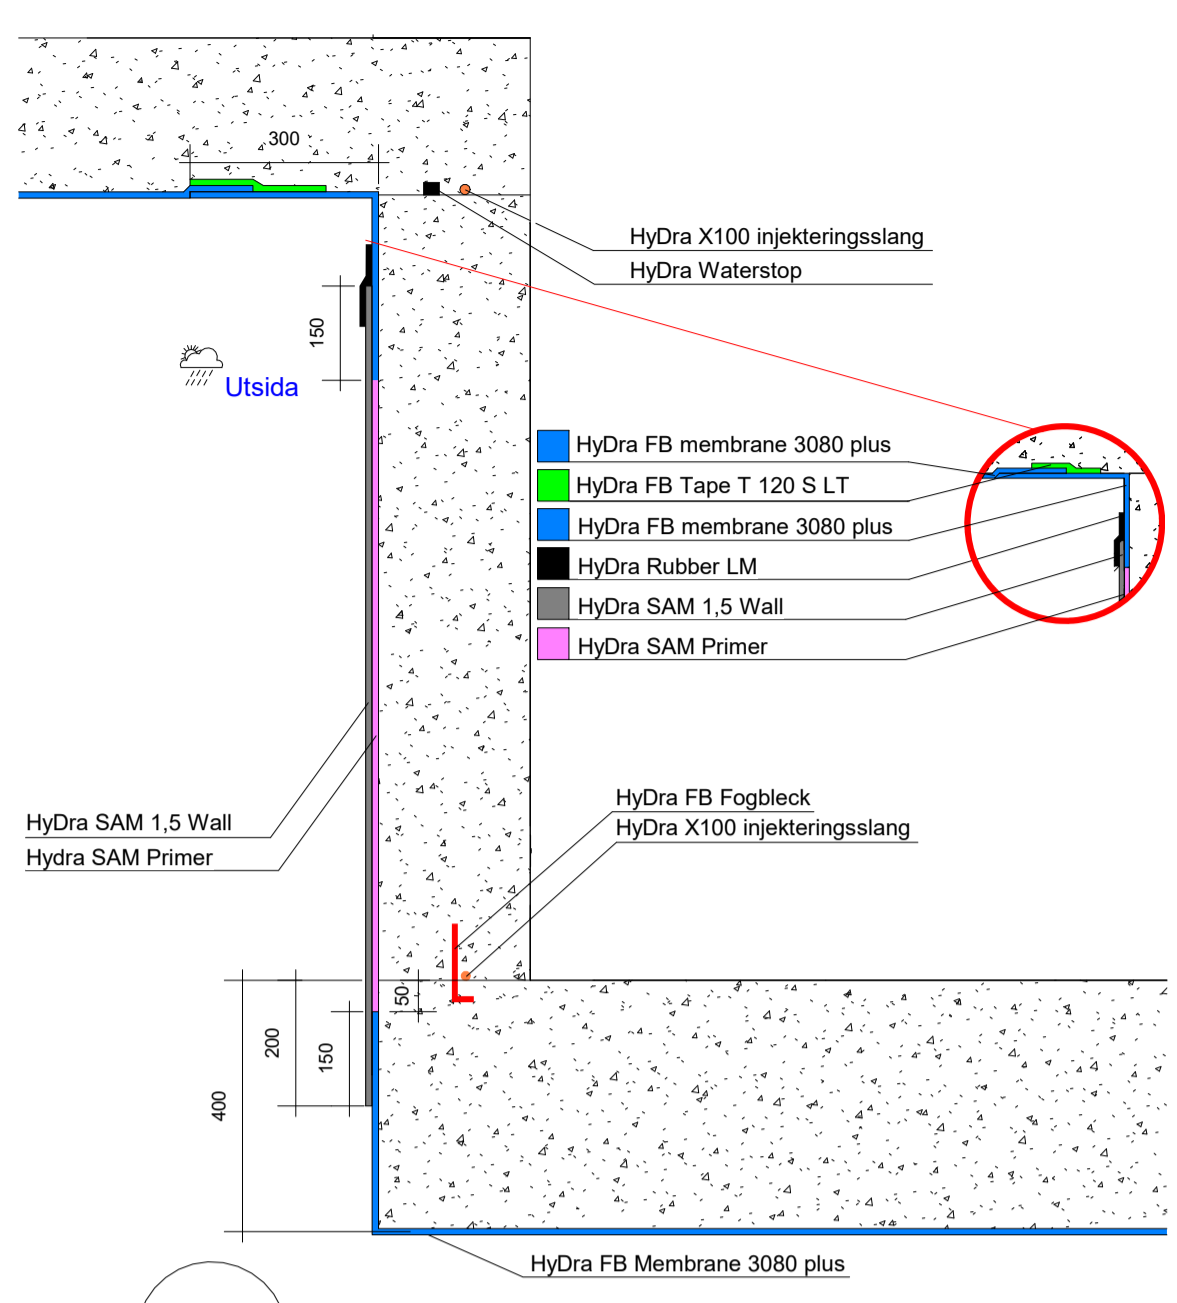 300
HyDra X100 injekteringsslang
HyDra Waterstop
150
Utsida
HyDra FB membrane 3080 plus
HyDra FB Tape T 120 S LT
HyDra FB membrane 3080 plus
HyDra Rubber LM
HyDra SAM 1,5 Wall
HyDra SAM Primer
HyDra SAM 1,5 Wall
Hydra SAM Primer
HyDra FB Fogbleck
HyDra X100 injekteringsslang
50
200
150
400
HyDra FB Membrane 3080 plus